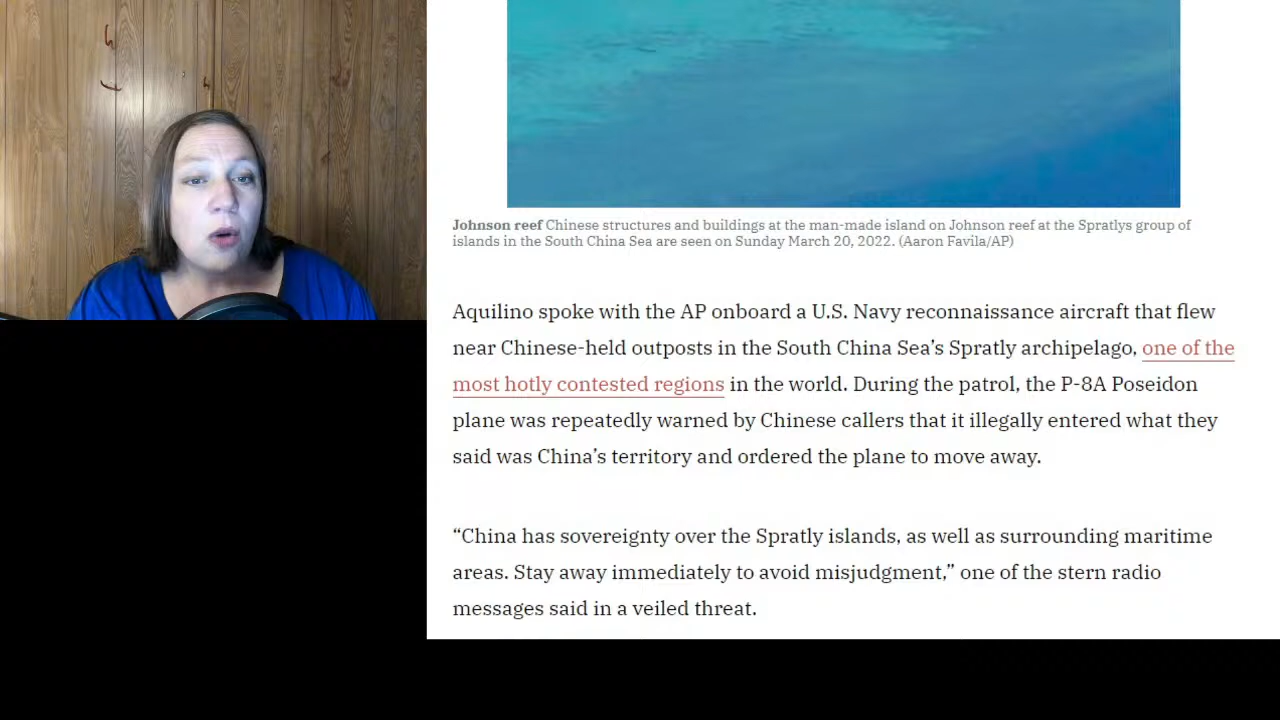 Johnson reef Chinese structures and buildings at the man-made island on Johnson reef at the Spratlys group of
islands in the South China Sea are seen on Sunday March 20, 2022. (Aaron Favila/AP)
Aquilino spoke with the AP onboard a U.S. Navy reconnaissance aircraft that flew
near Chinese-held outposts in the South China Sea’s Spratly archipelago, one of the
most hotly contested regions in the world. During the patrol, the P-8A Poseidon
plane was repeatedly warned by Chinese callers that it illegally entered what they
said was China’s territory and ordered the plane to move away.
“China has sovereignty over the Spratly islands, as well as surrounding maritime
areas. Stay away immediately to avoid misjudgment,” one of the stern radio
messages said in a veiled threat.